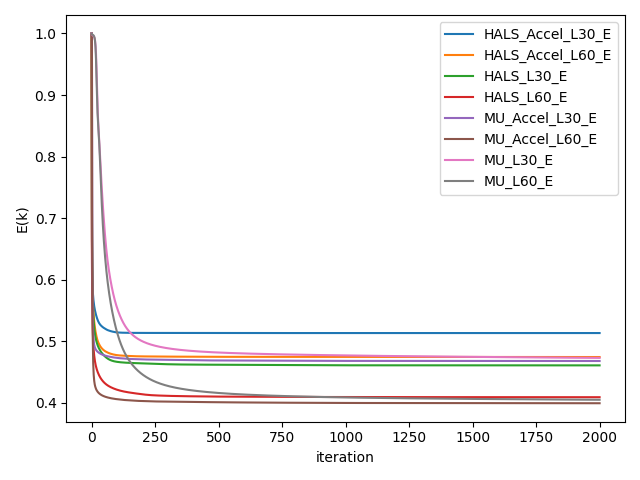 1.0
0.9
0.8
0.7
0.6
0.5
0.4
E(k)
0 250 500 750 1000 1250 1500 1750 2000
iteration
HALS_Accel_L30_E
HALS_Accel_L60_E
HALS_L30_E
HALS_L60_E
MU_Accel_L30_E
MU_Accel_L60_E
MU_L30_E
MU_L60_E